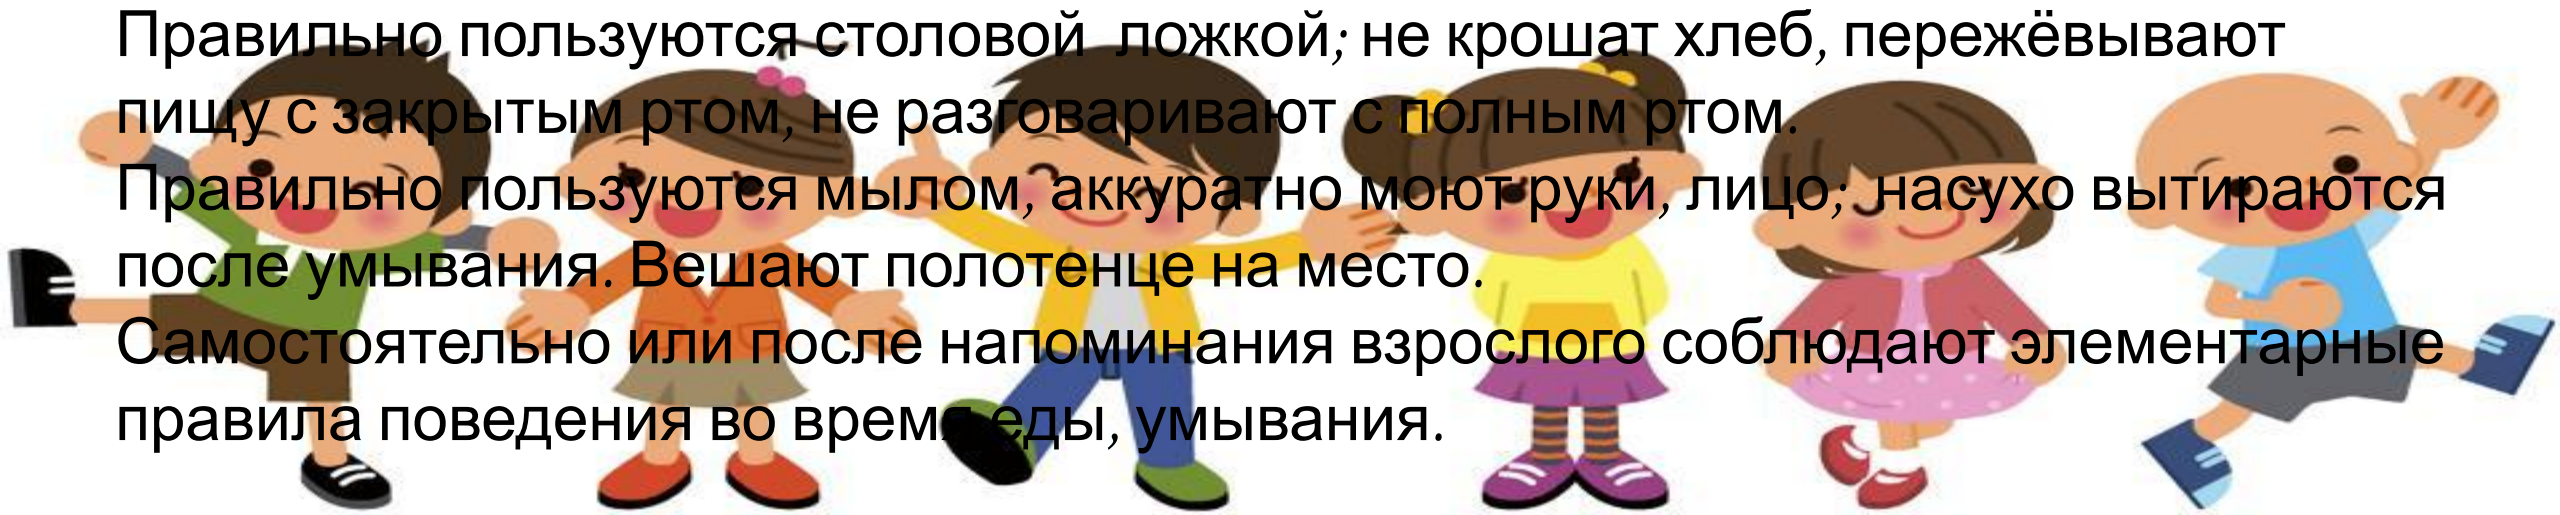 Правильно пользуются столовой ложкой; не крошат хлеб, пережёвывают
пищу с закрытым ртом, не разговаривают с полным ртом.
Правильно пользуются мылом, аккуратно моют руки, лицо; насухо вытираются
после умывания. Вешают полотенце на место.
Самостоятельно или после напоминания взрослого соблюдают элементарные
правила поведения во время еды, умывания.